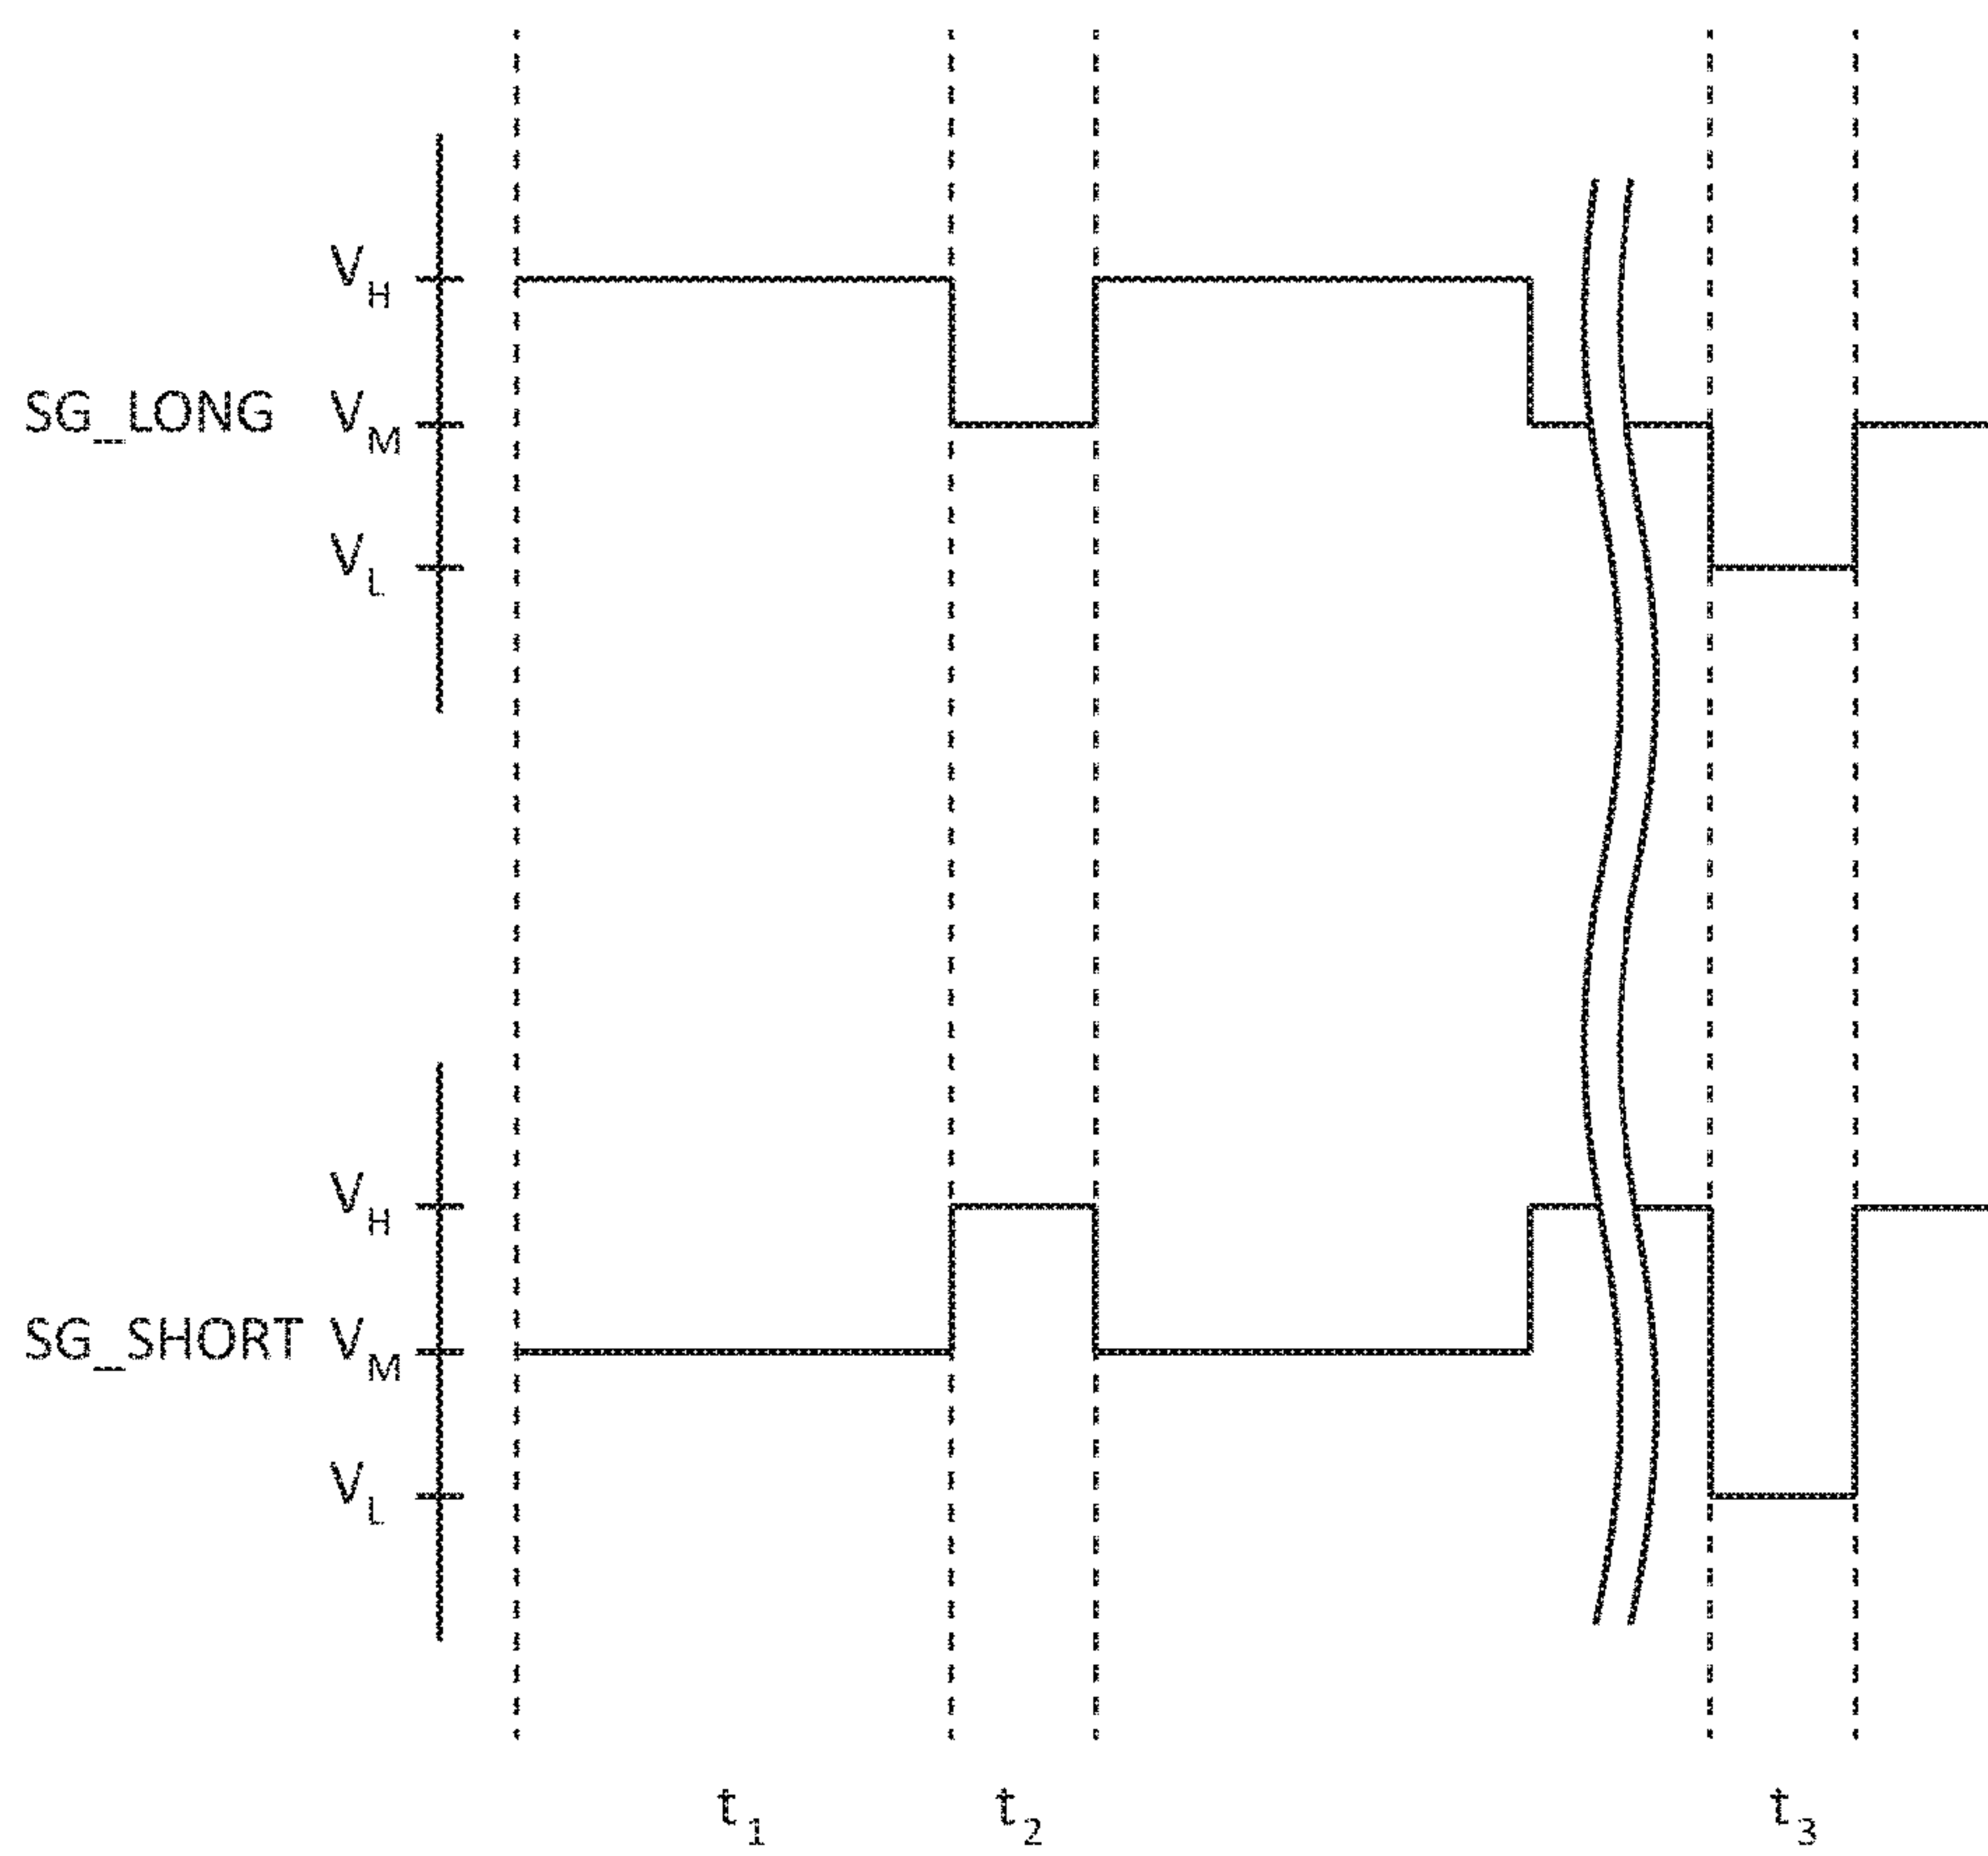 V_H
SG_LONG V_M
V_L
V_H
SG_SHORT V_M
V_L
t_1 t_2 t_3